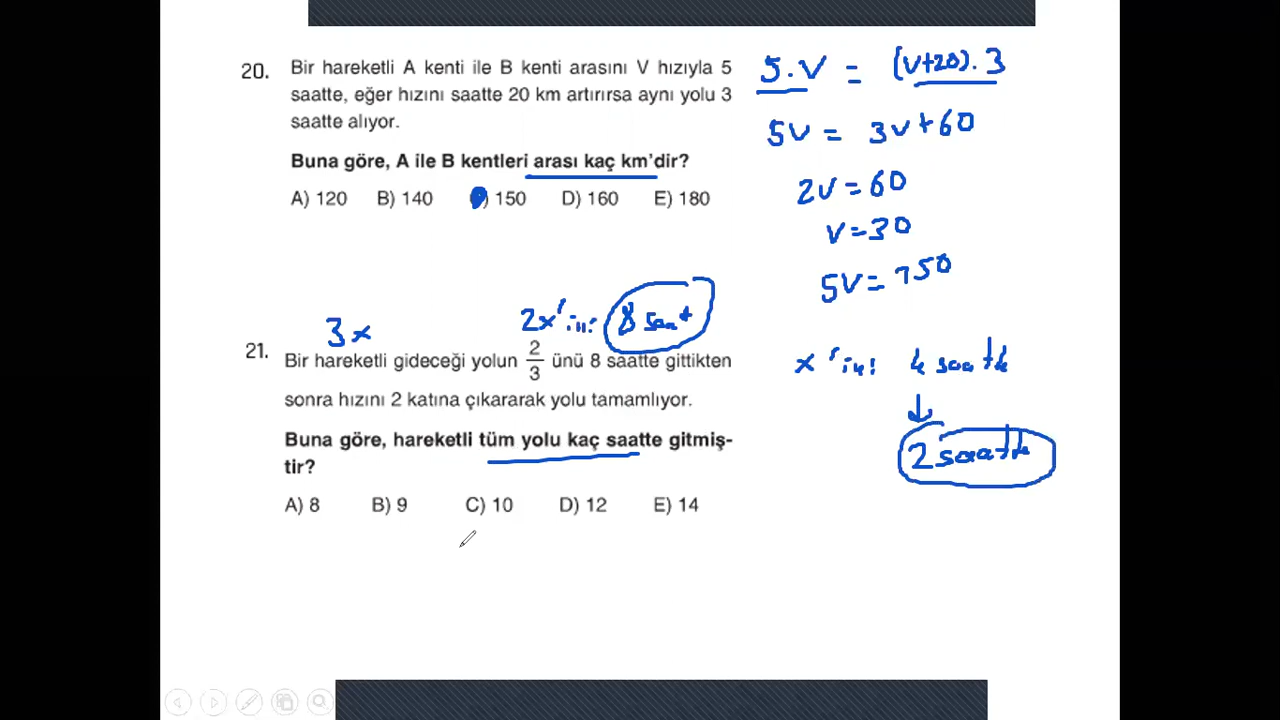 20. Bir hareketli A kenti ile B kenti arasını V hızıyla 5
saatte, eğer hızını saatte 20 km artırırsa aynı yolu 3
saatte alıyor.
Buna göre, A ile B kentleri arası kaç km'dir?
A) 120 B) 140 ) 150 D) 160 E) 180
5.V = (V+20).3
5V = 3V+60
2V=60
V=30
5V=150
3x 2x'ini 8 saat
21. Bir hareketli gideceği yolun 2/3 ünü 8 saatte gittikten
sonra hızını 2 katına çıkararak yolu tamamlıyor.
Buna göre, hareketli tüm yolu kaç saatte gitmiş-
tir?
A) 8 B) 9 C) 10 D) 12 E) 14
x'ini 4 saatte
↓
2 saatte